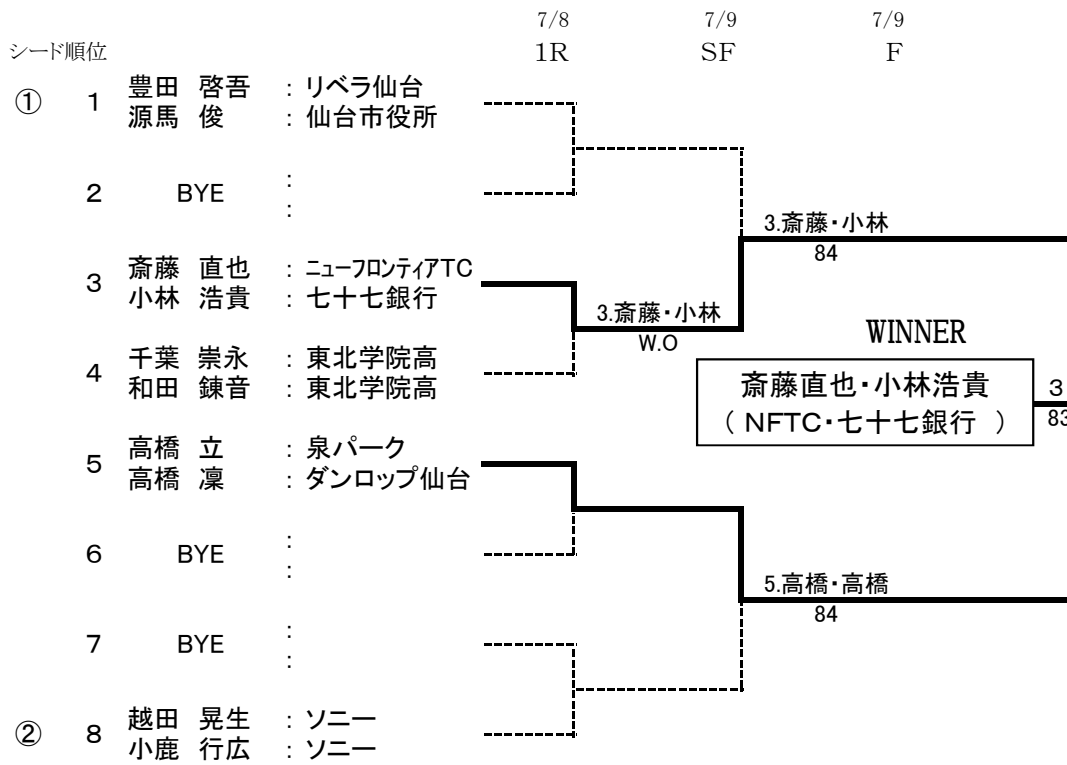 7/8 7/9 7/9
シード順位 1R SF F
① 1 豊田 啓吾 : リベラ仙台
源馬 俊 : 仙台市役所
2 BYE :
:
3.斎藤・小林
84
3 斎藤 直也 : ニューフロンティアTC
小林 浩貴 : 七十七銀行
3.斎藤・小林
W.O
WINNER
4 千葉 崇永 : 東北学院高
和田 錬音 : 東北学院高
斎藤直也・小林浩貴
( NFTC・七十七銀行 )
3
83
5 高橋 立 : 泉パーク
高橋 凜 : ダンロップ仙台
6 BYE :
:
5.高橋・高橋
84
7 BYE :
:
② 8 越田 晃生 : ソニー
小鹿 行広 : ソニー